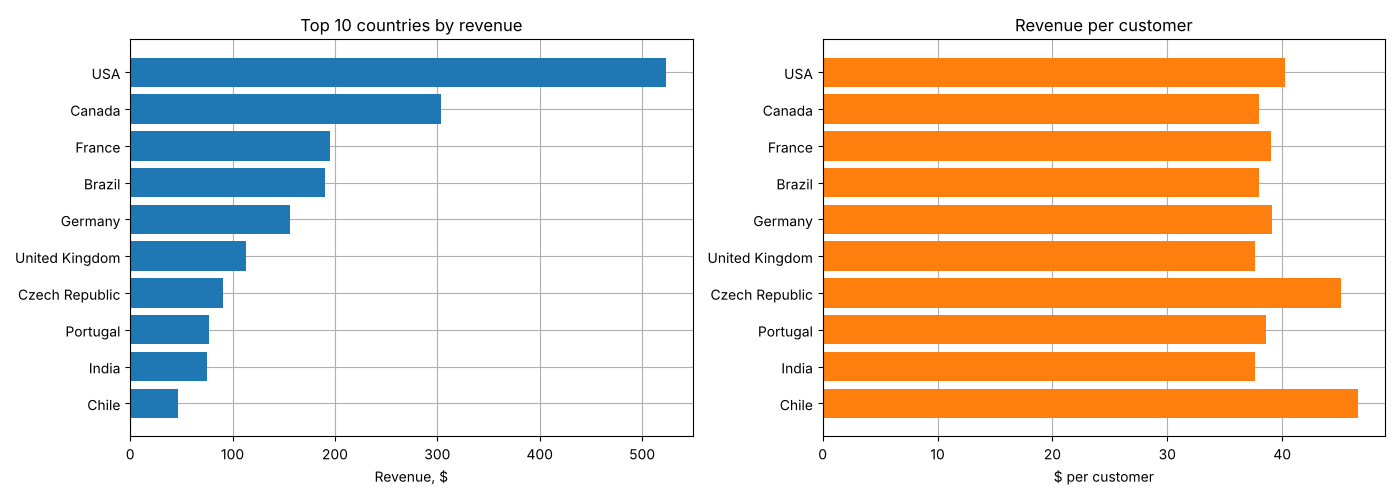 Top 10 countries by revenue
USA
Canada
France
Brazil
Germany
United Kingdom
Czech Republic
Portugal
India
Chile
0 100 200 300 400 500
Revenue, $
Revenue per customer
USA
Canada
France
Brazil
Germany
United Kingdom
Czech Republic
Portugal
India
Chile
0 10 20 30 40
$ per customer